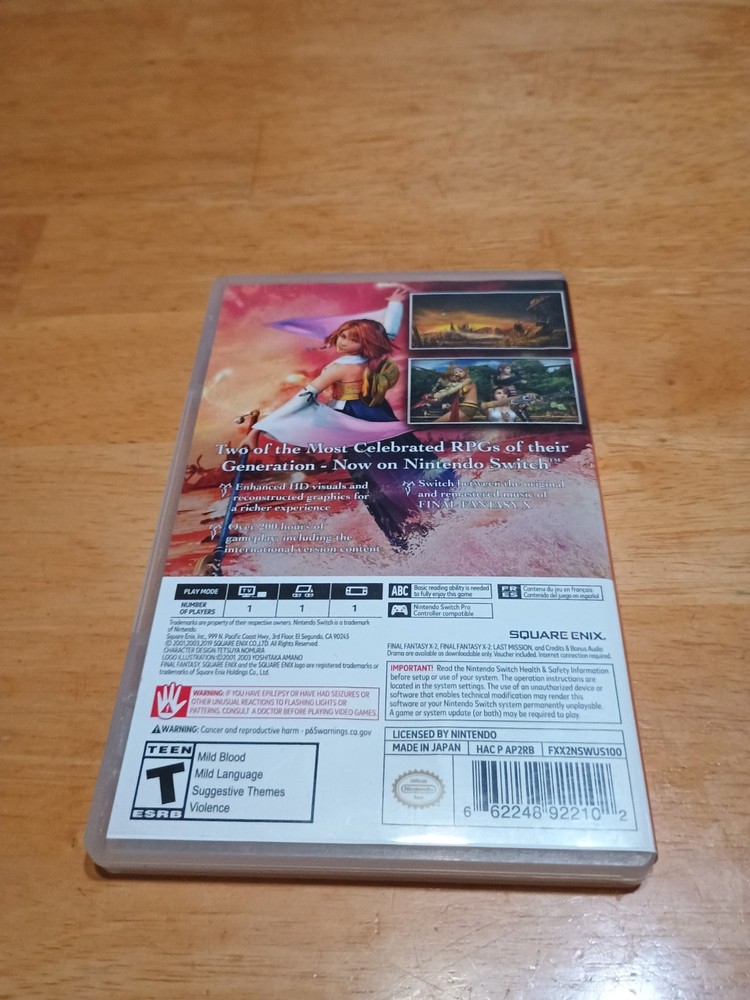 Two of the Most Celebrated RPGs of their
Generation - Now on Nintendo Switch™
Enhanced HD visuals and
reconstructed graphics for
a richer experience
Switch between the original
and remastered music of
FINAL FANTASY X
Over 200 hours of
gameplay, including the
international version content
PLAY MODE
TV
NUMBER
OF PLAYERS
1
1
1
ABC
Basic reading ability is needed
to fully enjoy this game
FR
ES
Contenu du jeu en français.
Contenido del juego en español
Nintendo Switch Pro
Controller compatible
Trademarks are property of their respective owners. Nintendo Switch is a trademark
of Nintendo.
Square Enix, Inc., 999 N. Pacific Coast Hwy., 3rd Floor, El Segundo, CA 90245
© 2001,2003,2019 SQUARE ENIX CO., LTD. All Rights Reserved.
CHARACTER DESIGN:TETSUYA NOMURA
LOGO ILLUSTRATION:©2001, 2003 YOSHITAKA AMANO
FINAL FANTASY, SQUARE ENIX and the SQUARE ENIX logo are registered trademarks or
trademarks of Square Enix Holdings Co., Ltd.
SQUARE ENIX.
FINAL FANTASY X-2, FINAL FANTASY X-2: LAST MISSION, and Credits & Bonus Audio
Drama are available as downloadable only. Voucher included. Internet connection required.
IMPORTANT! Read the Nintendo Switch Health & Safety Information
before setup or use of your system. The operation instructions are
located in the system settings. The use of an unauthorized device or
software that enables technical modification may render this
software or your Nintendo Switch system permanently unplayable.
A game or system update (or both) may be required to play.
WARNING: IF YOU HAVE EPILEPSY OR HAVE HAD SEIZURES OR
OTHER UNUSUAL REACTIONS TO FLASHING LIGHTS OR
PATTERNS, CONSULT A DOCTOR BEFORE PLAYING VIDEO GAMES.
WARNING: Cancer and reproductive harm - p65warnings.ca.gov
LICENSED BY NINTENDO
MADE IN JAPAN
HAC P AP2RB
FXX2NSWUS100
TEEN
T
ESRB
Mild Blood
Mild Language
Suggestive Themes
Violence
Nintendo
6 62248 92210 2